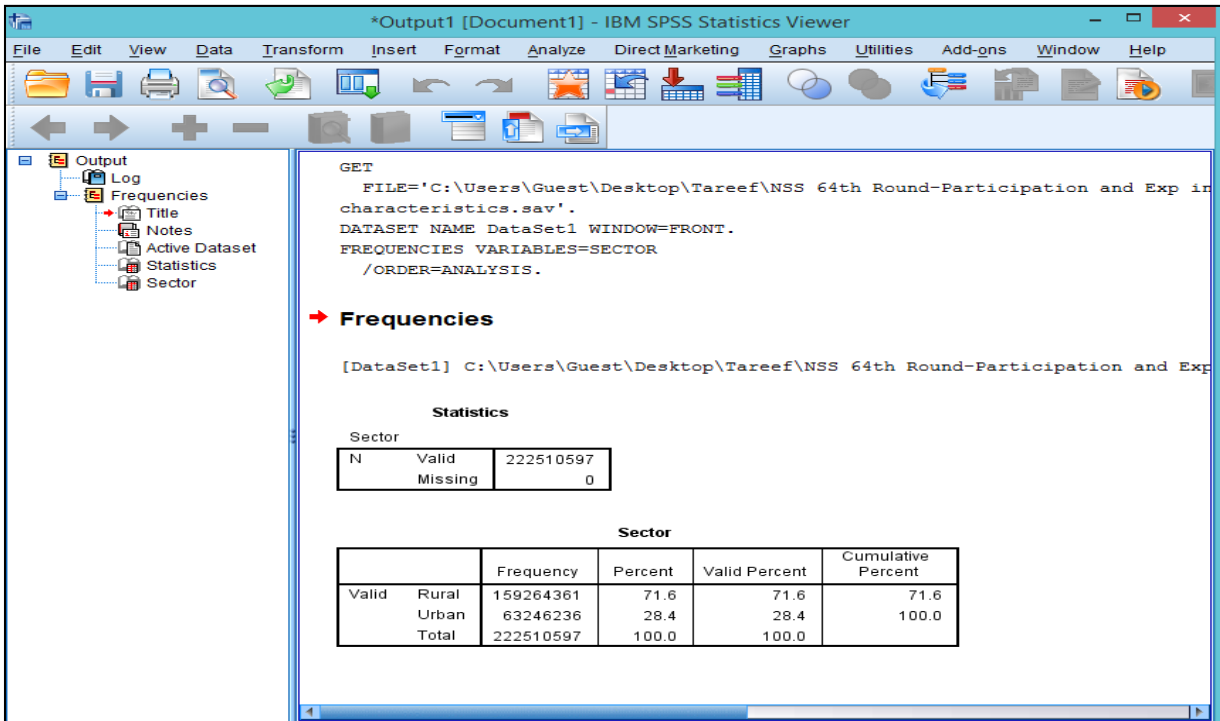 *Output1 [Document1] - IBM SPSS Statistics Viewer
File Edit View Data Transform Insert Format Analyze Direct Marketing Graphs Utilities Add-ons Window Help
Output
Log
Frequencies
Title
Notes
Active Dataset
Statistics
Sector
GET
FILE='C:\Users\Guest\Desktop\Tareef\NSS 64th Round-Participation and Exp in
characteristics.sav'.
DATASET NAME DataSet1 WINDOW=FRONT.
FREQUENCIES VARIABLES=SECTOR
/ORDER=ANALYSIS.
Frequencies
[DataSet1] C:\Users\Guest\Desktop\Tareef\NSS 64th Round-Participation and Exp
Statistics
Sector
N Valid 222510597
Missing 0
Sector
Frequency Percent Valid Percent Cumulative Percent
Valid Rural 159264361 71.6 71.6 71.6
Urban 63246236 28.4 28.4 100.0
Total 222510597 100.0 100.0